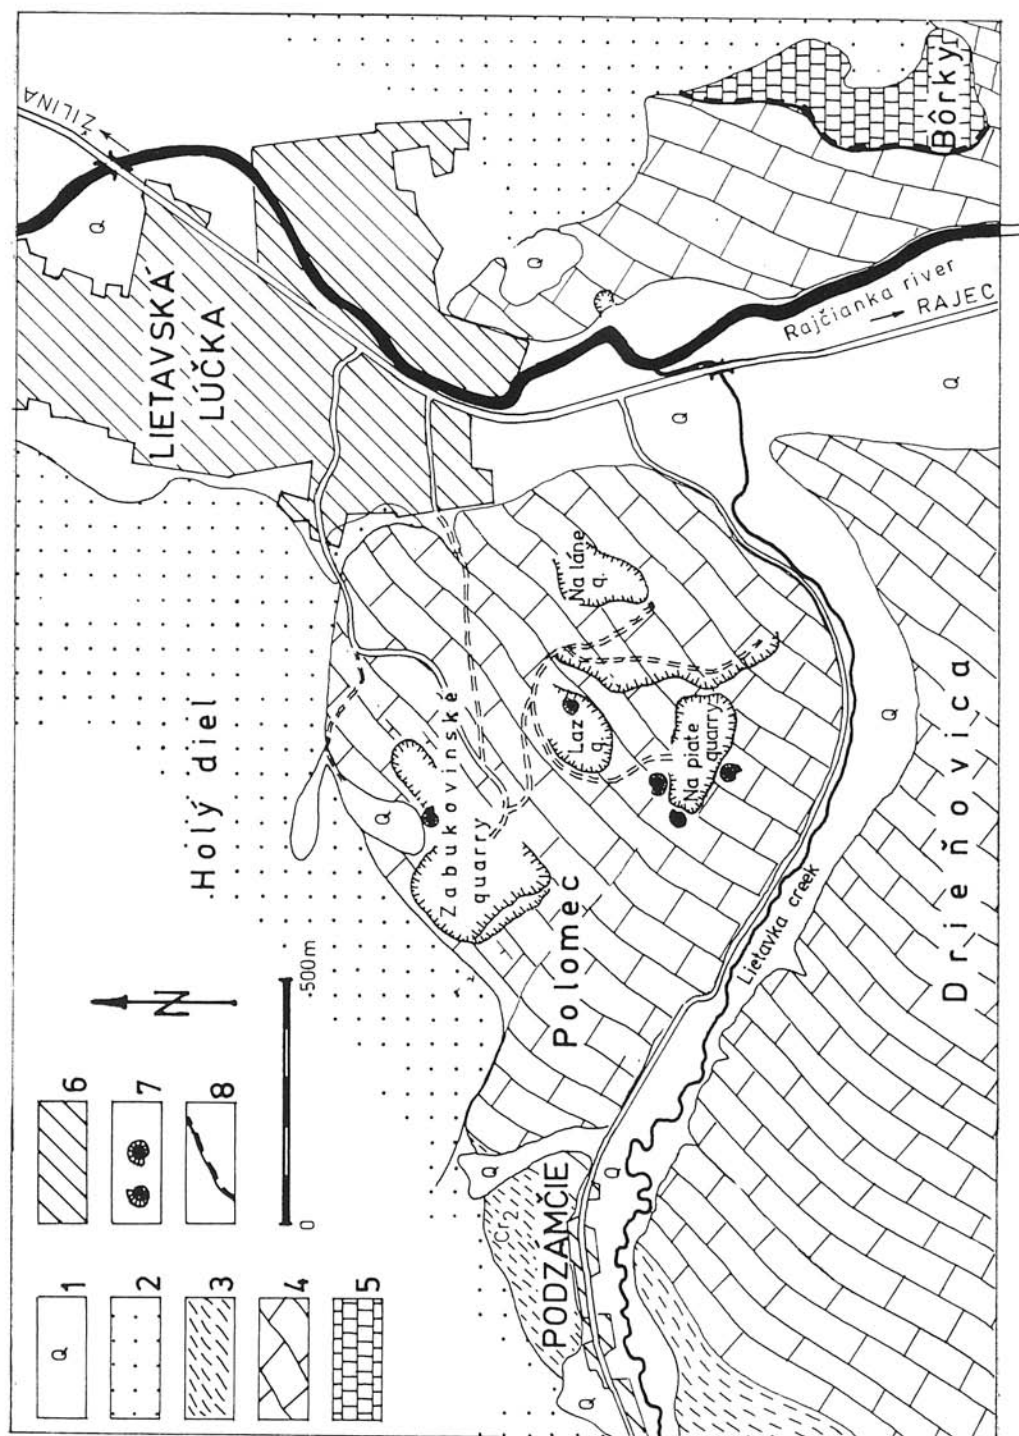 1
Q
2
3
4
5
6
7
8
0
500m
N
Holý diel
LIETAVSKÁ
LÚČKA
ŽILINA
Q
Q
Zabukovinské
quarry
Q
Laz
q.
Na láne
q.
Na piate
quarry
Polomec
Cr2
Q
PODZAMČIE
Q
Q
Lietavka creek
Q
Q
Q
Rajčianka river
RAJEC
Bôrky
Drieňovica